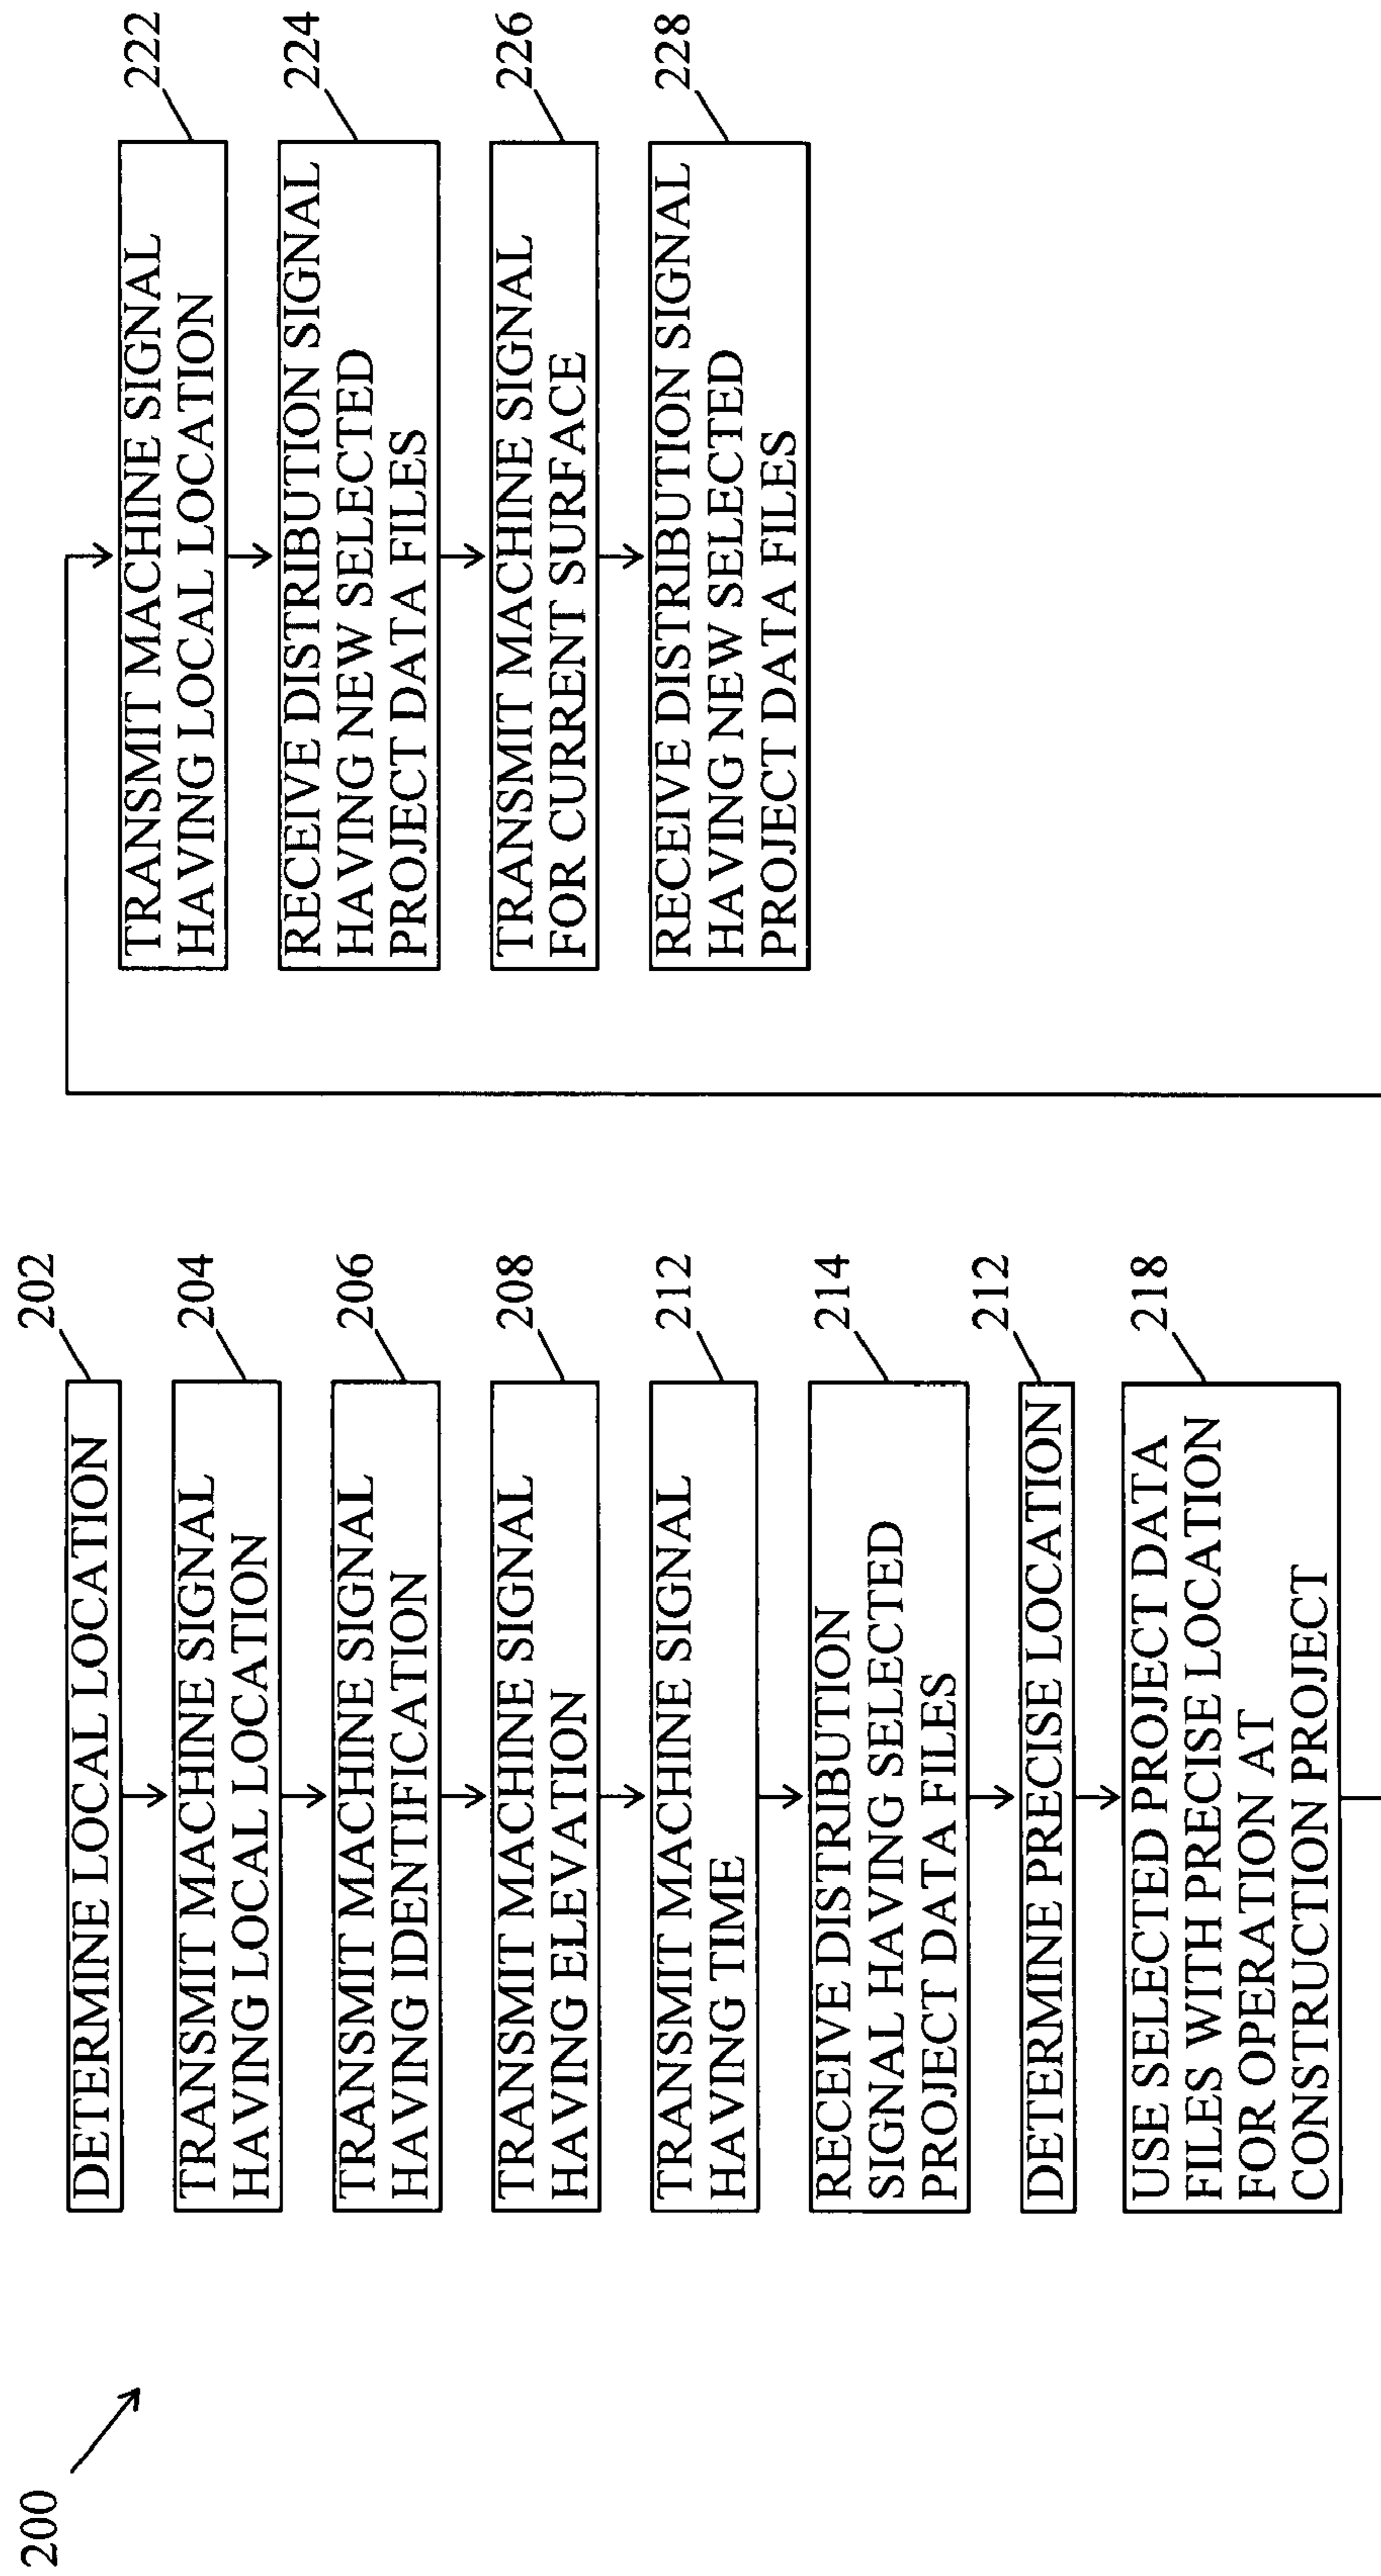 200
DETERMINE LOCAL LOCATION
202
TRANSMIT MACHINE SIGNAL
HAVING LOCAL LOCATION
204
TRANSMIT MACHINE SIGNAL
HAVING IDENTIFICATION
206
TRANSMIT MACHINE SIGNAL
HAVING ELEVATION
208
TRANSMIT MACHINE SIGNAL
HAVING TIME
212
RECEIVE DISTRIBUTION
SIGNAL HAVING SELECTED
PROJECT DATA FILES
214
DETERMINE PRECISE LOCATION
212
USE SELECTED PROJECT DATA
FILES WITH PRECISE LOCATION
FOR OPERATION AT
CONSTRUCTION PROJECT
218
TRANSMIT MACHINE SIGNAL
HAVING LOCAL LOCATION
222
RECEIVE DISTRIBUTION SIGNAL
HAVING NEW SELECTED
PROJECT DATA FILES
224
TRANSMIT MACHINE SIGNAL
FOR CURRENT SURFACE
226
RECEIVE DISTRIBUTION SIGNAL
HAVING NEW SELECTED
PROJECT DATA FILES
228